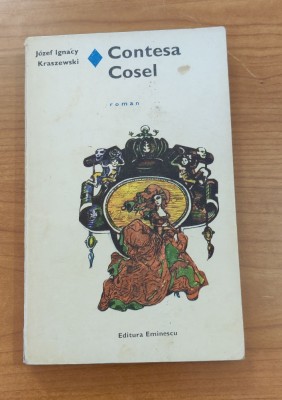 Józef Ignacy
Kraszewski
Contesa
Cosel
roman
Editura Eminescu